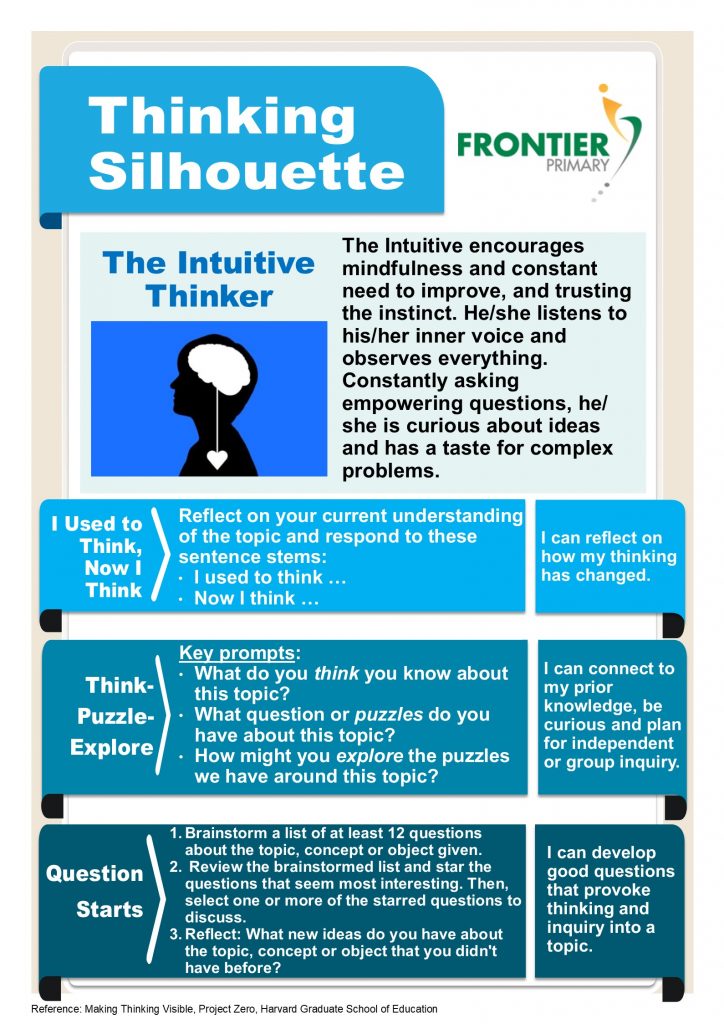 Thinking
Silhouette
FRONTIER
PRIMARY
The Intuitive
Thinker
The Intuitive encourages
mindfulness and constant
need to improve, and trusting
the instinct. He/she listens to
his/her inner voice and
observes everything.
Constantly asking
empowering questions, he/
she is curious about ideas
and has a taste for complex
problems.
I Used to
Think,
Now I
Think
Reflect on your current understanding
of the topic and respond to these
sentence stems:
· I used to think …
· Now I think …
I can reflect on
how my thinking
has changed.
Think-
Puzzle-
Explore
Key prompts:
· What do you think you know about
this topic?
· What question or puzzles do you
have about this topic?
· How might you explore the puzzles
we have around this topic?
I can connect to
my prior
knowledge, be
curious and plan
for independent
or group inquiry.
Question
Starts
1. Brainstorm a list of at least 12 questions
about the topic, concept or object given.
2. Review the brainstormed list and star the
questions that seem most interesting. Then,
select one or more of the starred questions to
discuss.
3. Reflect: What new ideas do you have about
the topic, concept or object that you didn't
have before?
I can develop
good questions
that provoke
thinking and
inquiry into a
topic.
Reference: Making Thinking Visible, Project Zero, Harvard Graduate School of Education